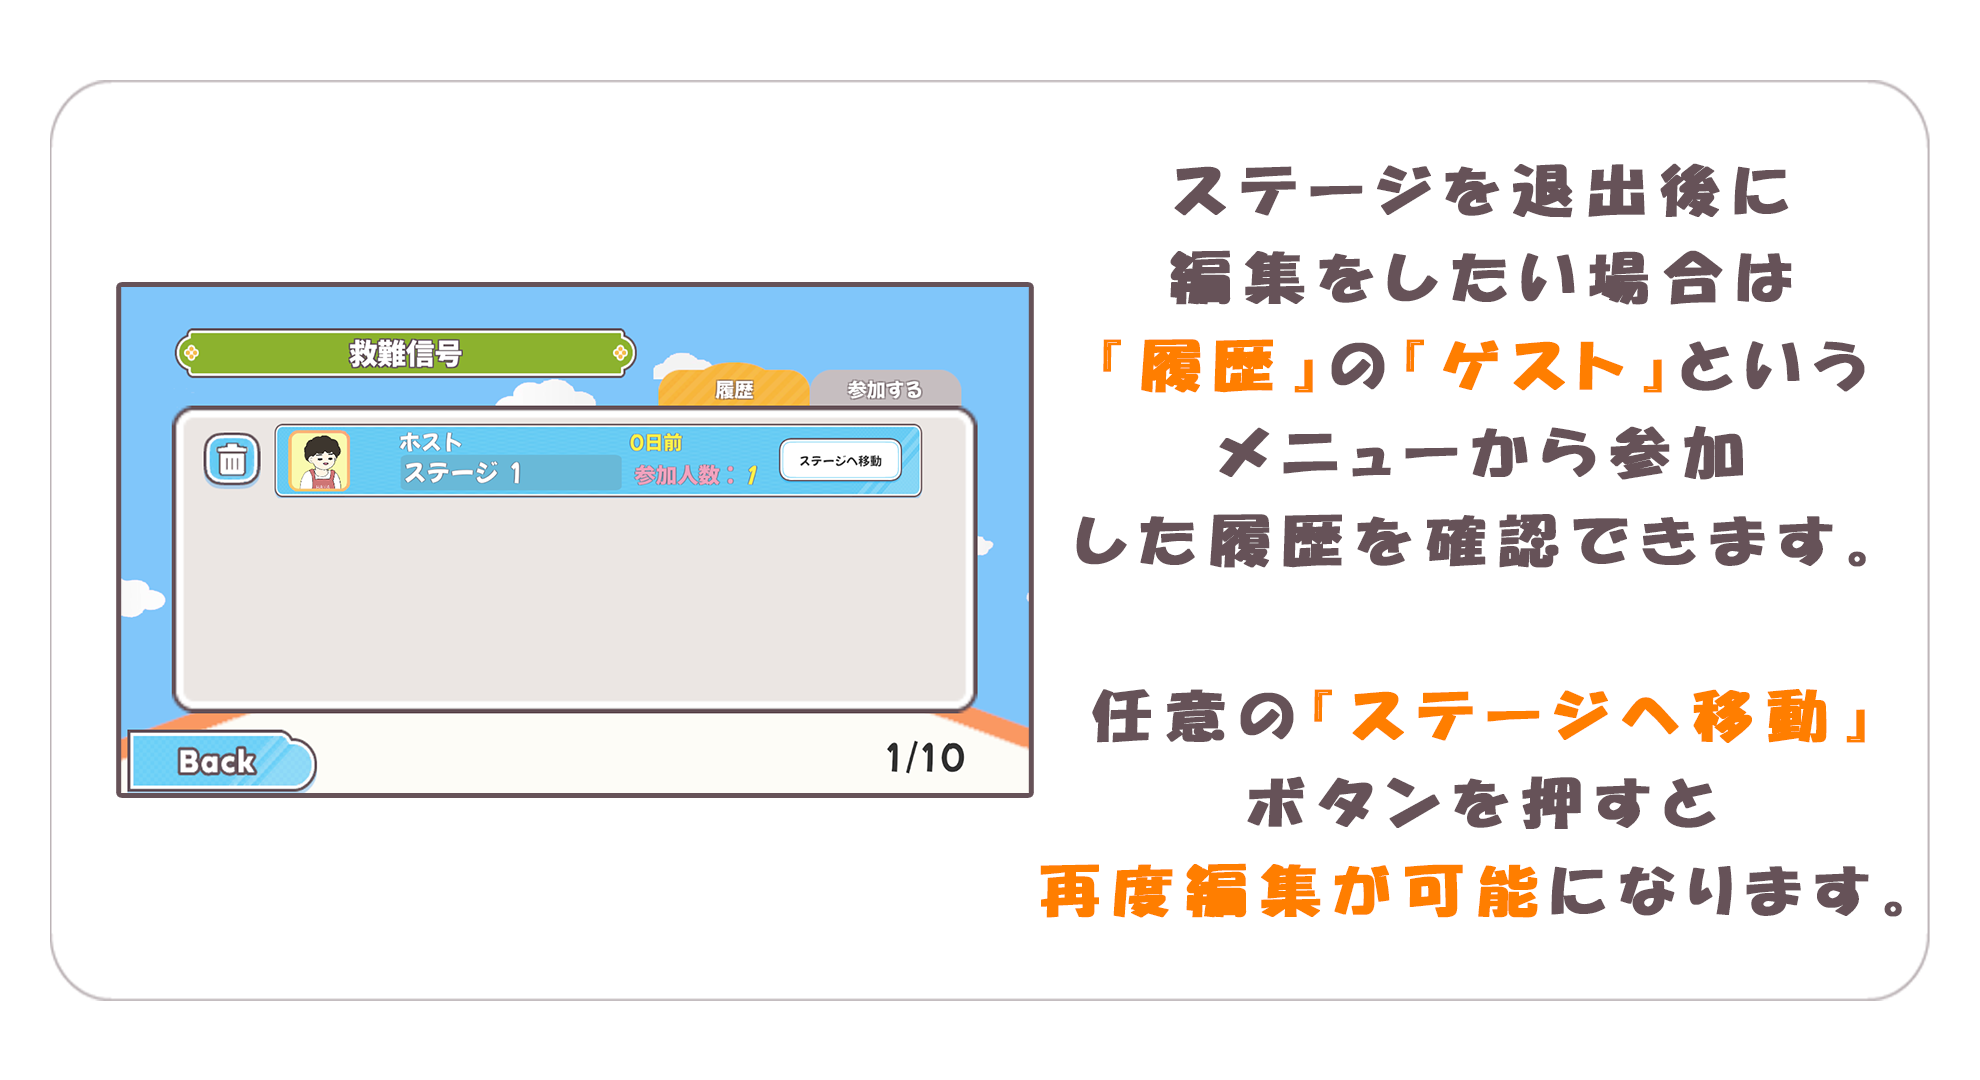 救難信号
履歴
参加する
ホスト
0日前
ステージ 1
参加人数： 1
ステージへ移動
Back
1/10
ステージを退出後に
編集をしたい場合は
『履歴』の『ゲスト』という
メニューから参加
した履歴を確認できます。
任意の『ステージへ移動』
ボタンを押すと
再度編集が可能になります。